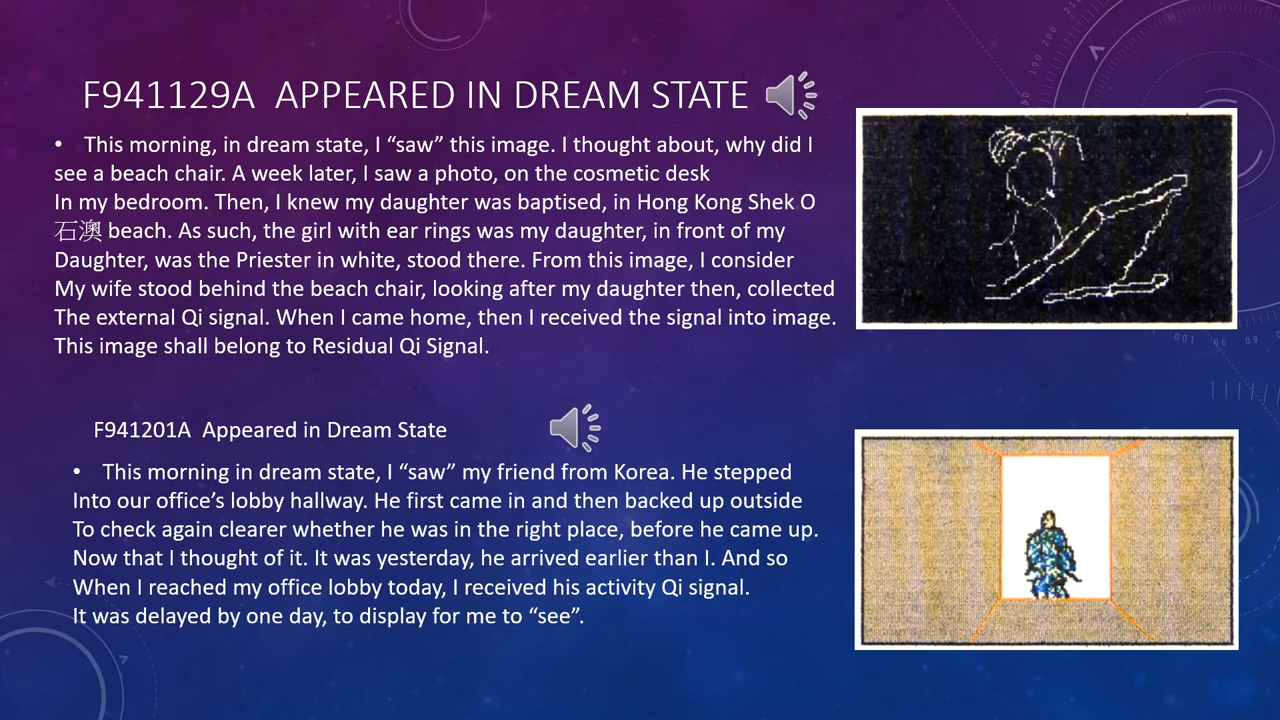 F941129A APPEARED IN DREAM STATE
• This morning, in dream state, I “saw” this image. I thought about, why did I
see a beach chair. A week later, I saw a photo, on the cosmetic desk
In my bedroom. Then, I knew my daughter was baptised, in Hong Kong Shek O
石澳 beach. As such, the girl with ear rings was my daughter, in front of my
Daughter, was the Priester in white, stood there. From this image, I consider
My wife stood behind the beach chair, looking after my daughter then, collected
The external Qi signal. When I came home, then I received the signal into image.
This image shall belong to Residual Qi Signal.
F941201A Appeared in Dream State
• This morning in dream state, I “saw” my friend from Korea. He stepped
Into our office’s lobby hallway. He first came in and then backed up outside
To check again clearer whether he was in the right place, before he came up.
Now that I thought of it. It was yesterday, he arrived earlier than I. And so
When I reached my office lobby today, I received his activity Qi signal.
It was delayed by one day, to display for me to “see”.